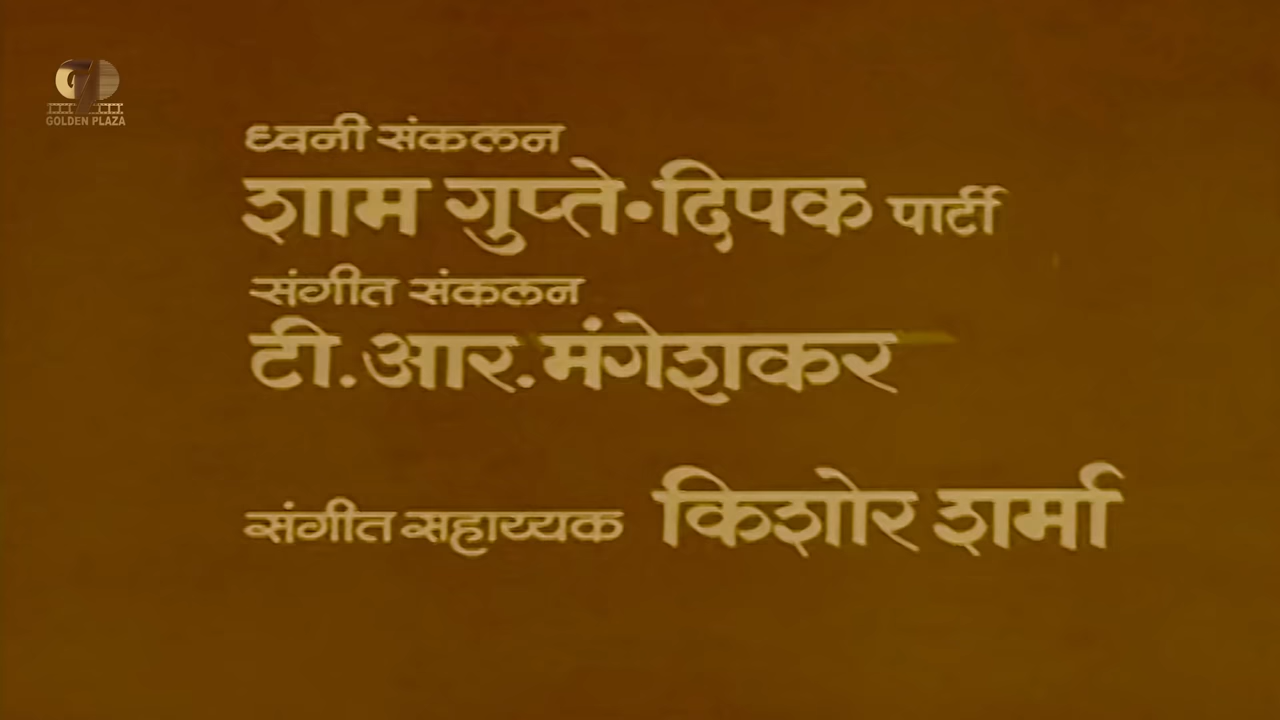 GOLDEN PLAZA
ध्वनी संकलन
शाम गुप्ते•दिपक पार्टी
संगीत संकलन
टी.आर.मंगेशकर
संगीत सहाय्यक किशोर शर्मा